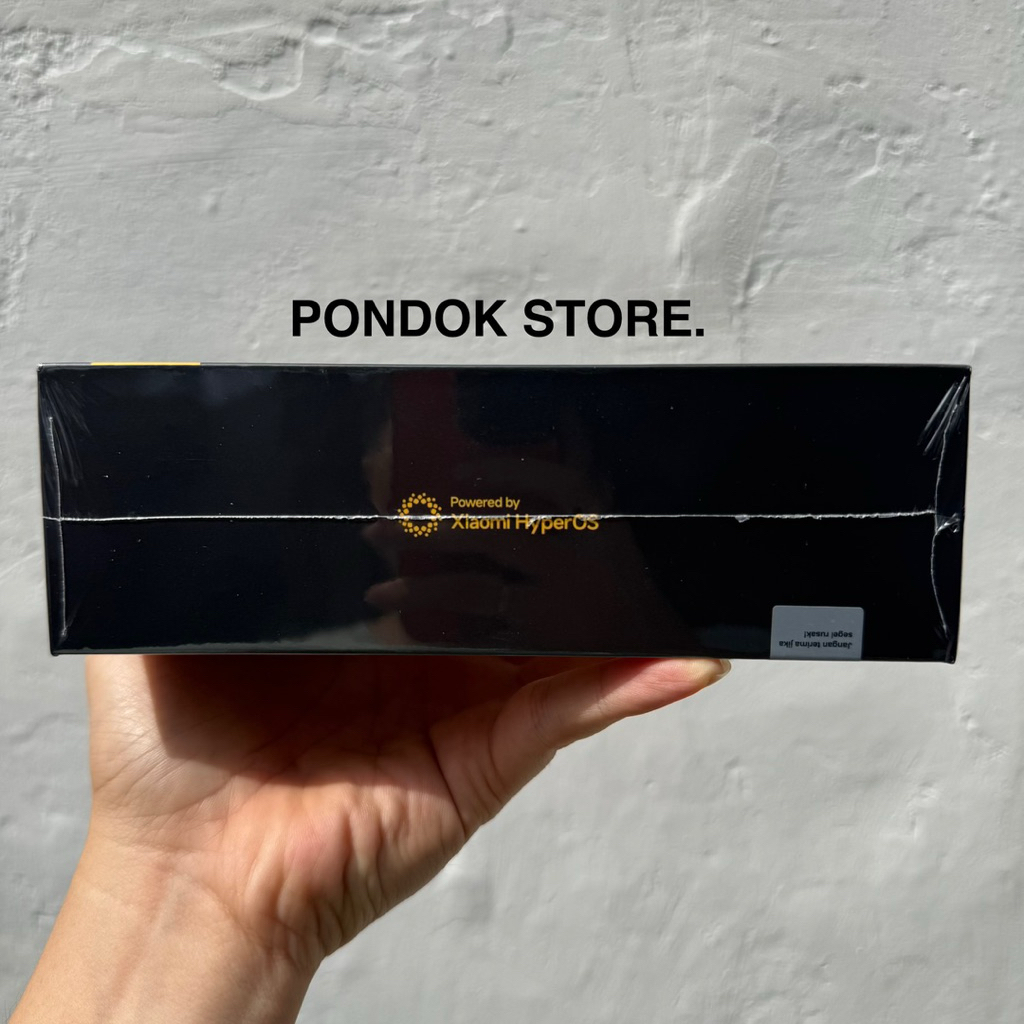 PONDOK STORE.
Powered by
Xiaomi HyperOS
Jangan terima jika
segel rusak!